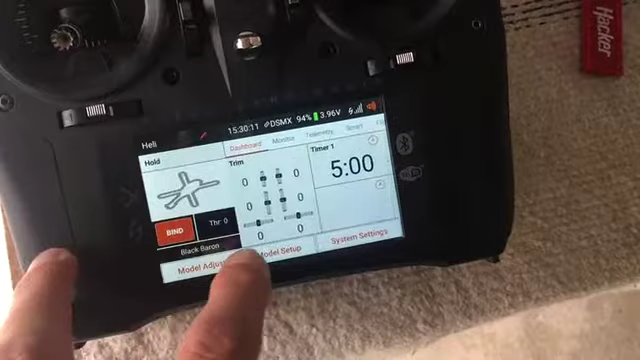 Hacker
Heli 15:30:11 DSMX 94% 3.96V
Dashboard Monitor Telemetry Smart
Hold Trim Timer 1
0 0
5:00
0 0
BIND Thr: 0
0 0
Black Baron
Model Setup System Settings